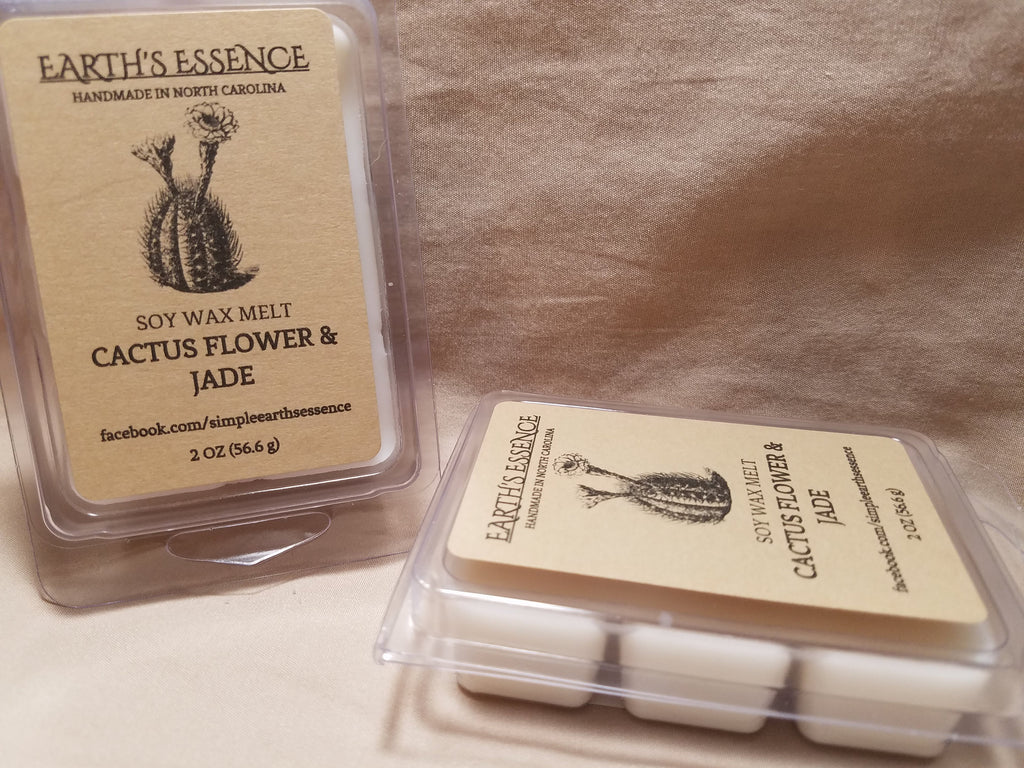 EARTH'S ESSENCE
HANDMADE IN NORTH CAROLINA
SOY WAX MELT
CACTUS FLOWER &
JADE
facebook.com/simpleearthsessence
2 OZ (56.6 g)
EARTH'S ESSENCE
HANDMADE IN NORTH CAROLINA
SOY WAX MELT
CACTUS FLOWER &
JADE
facebook.com/simpleearthsessence
2 OZ (56.6 g)